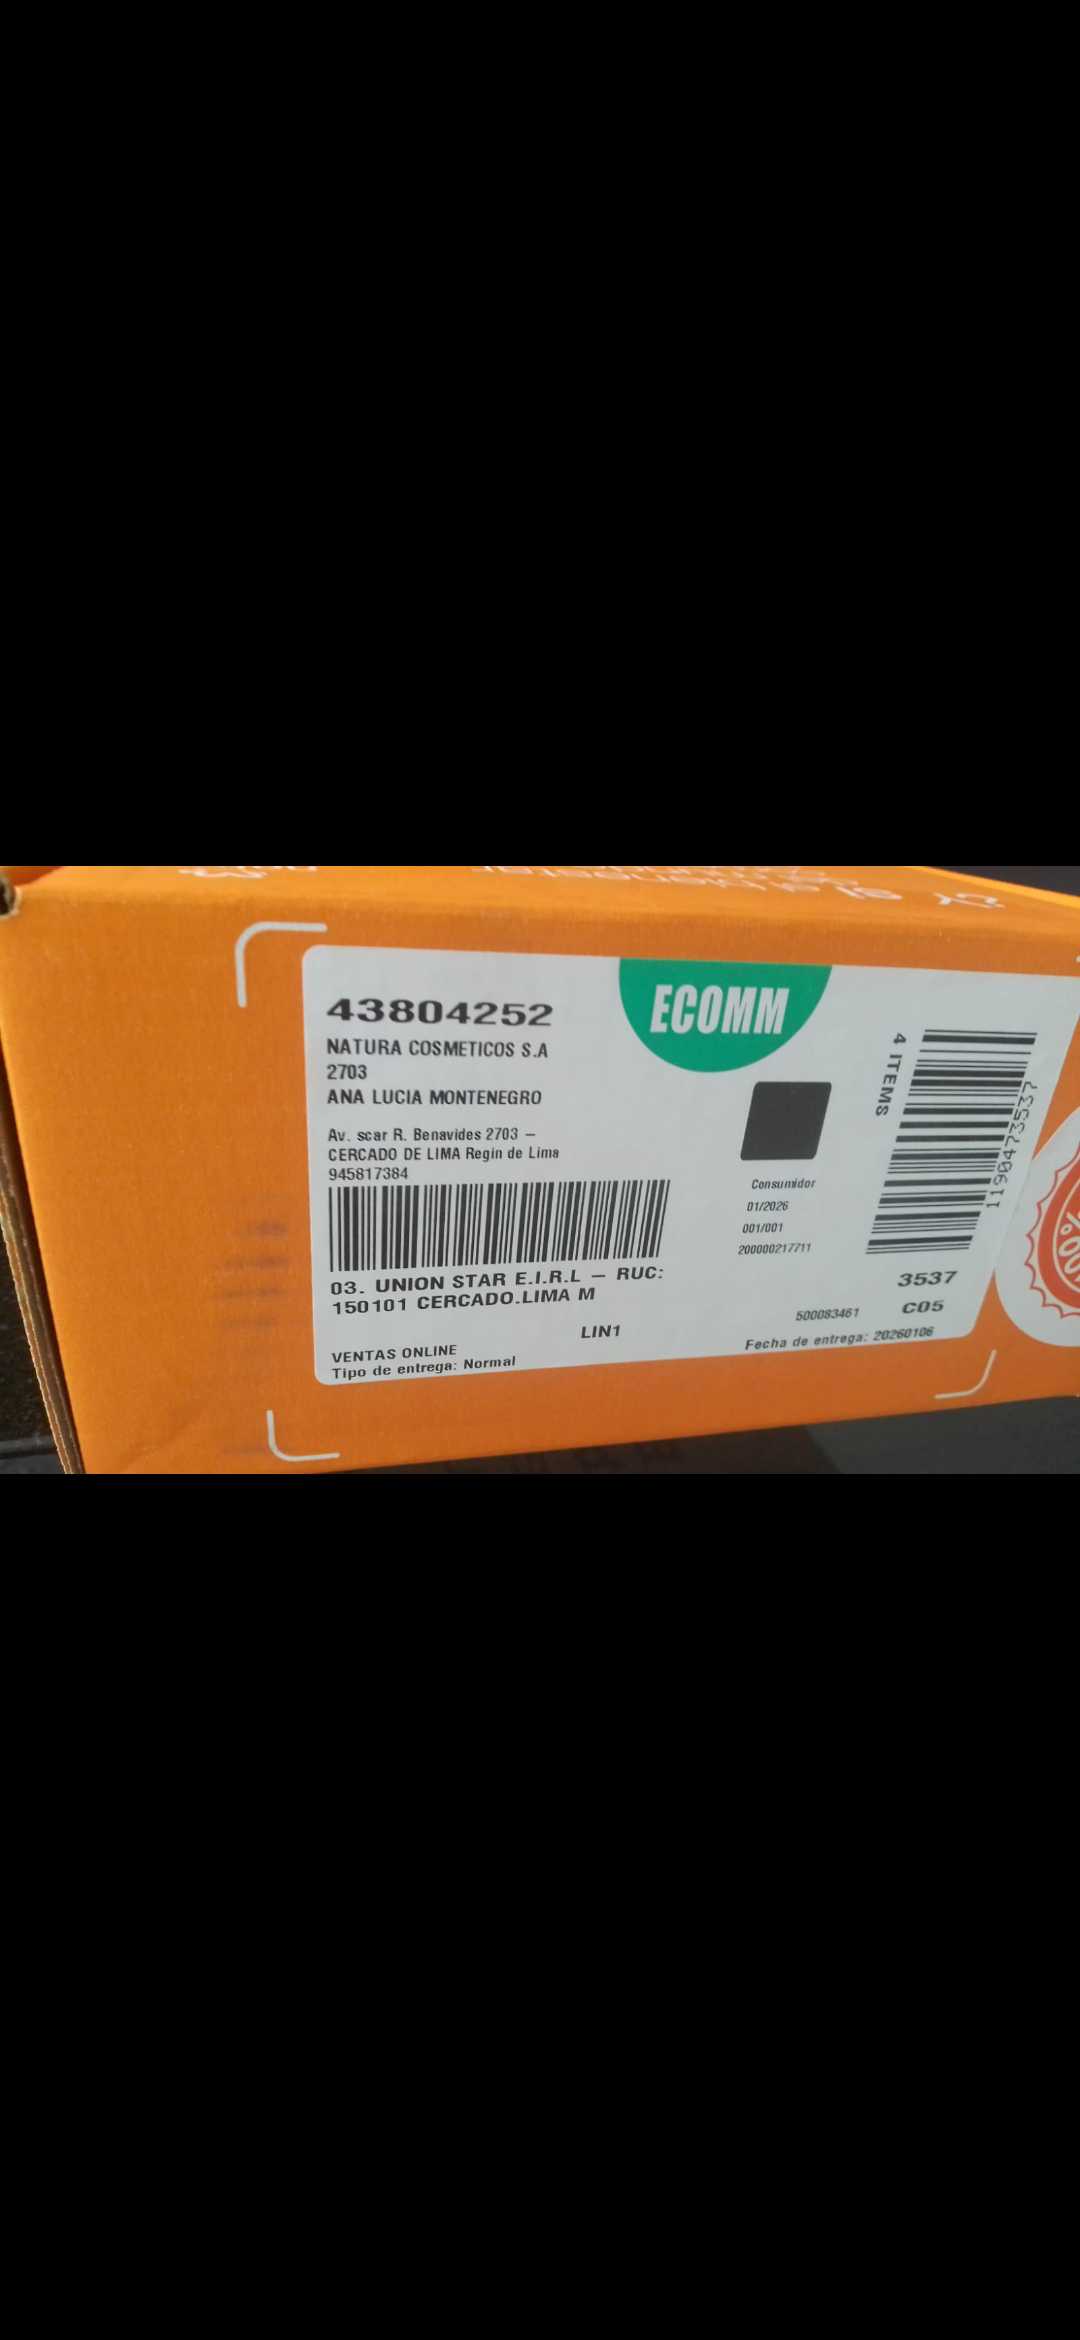 43804252
NATURA COSMETICOS S.A
2703
ANA LUCIA MONTENEGRO
Av. scar R. Benavides 2703 –
CERCADO DE LIMA Regin de Lima
945817384
03. UNION STAR E.I.R.L – RUC:
150101 CERCADO.LIMA M
LIN1
VENTAS ONLINE
Tipo de entrega: Normal
ECOMM
Consumidor
01/2026
001/001
200000217711
4 ITEMS
1190473537
3537
500083461 C05
Fecha de entrega: 20260106